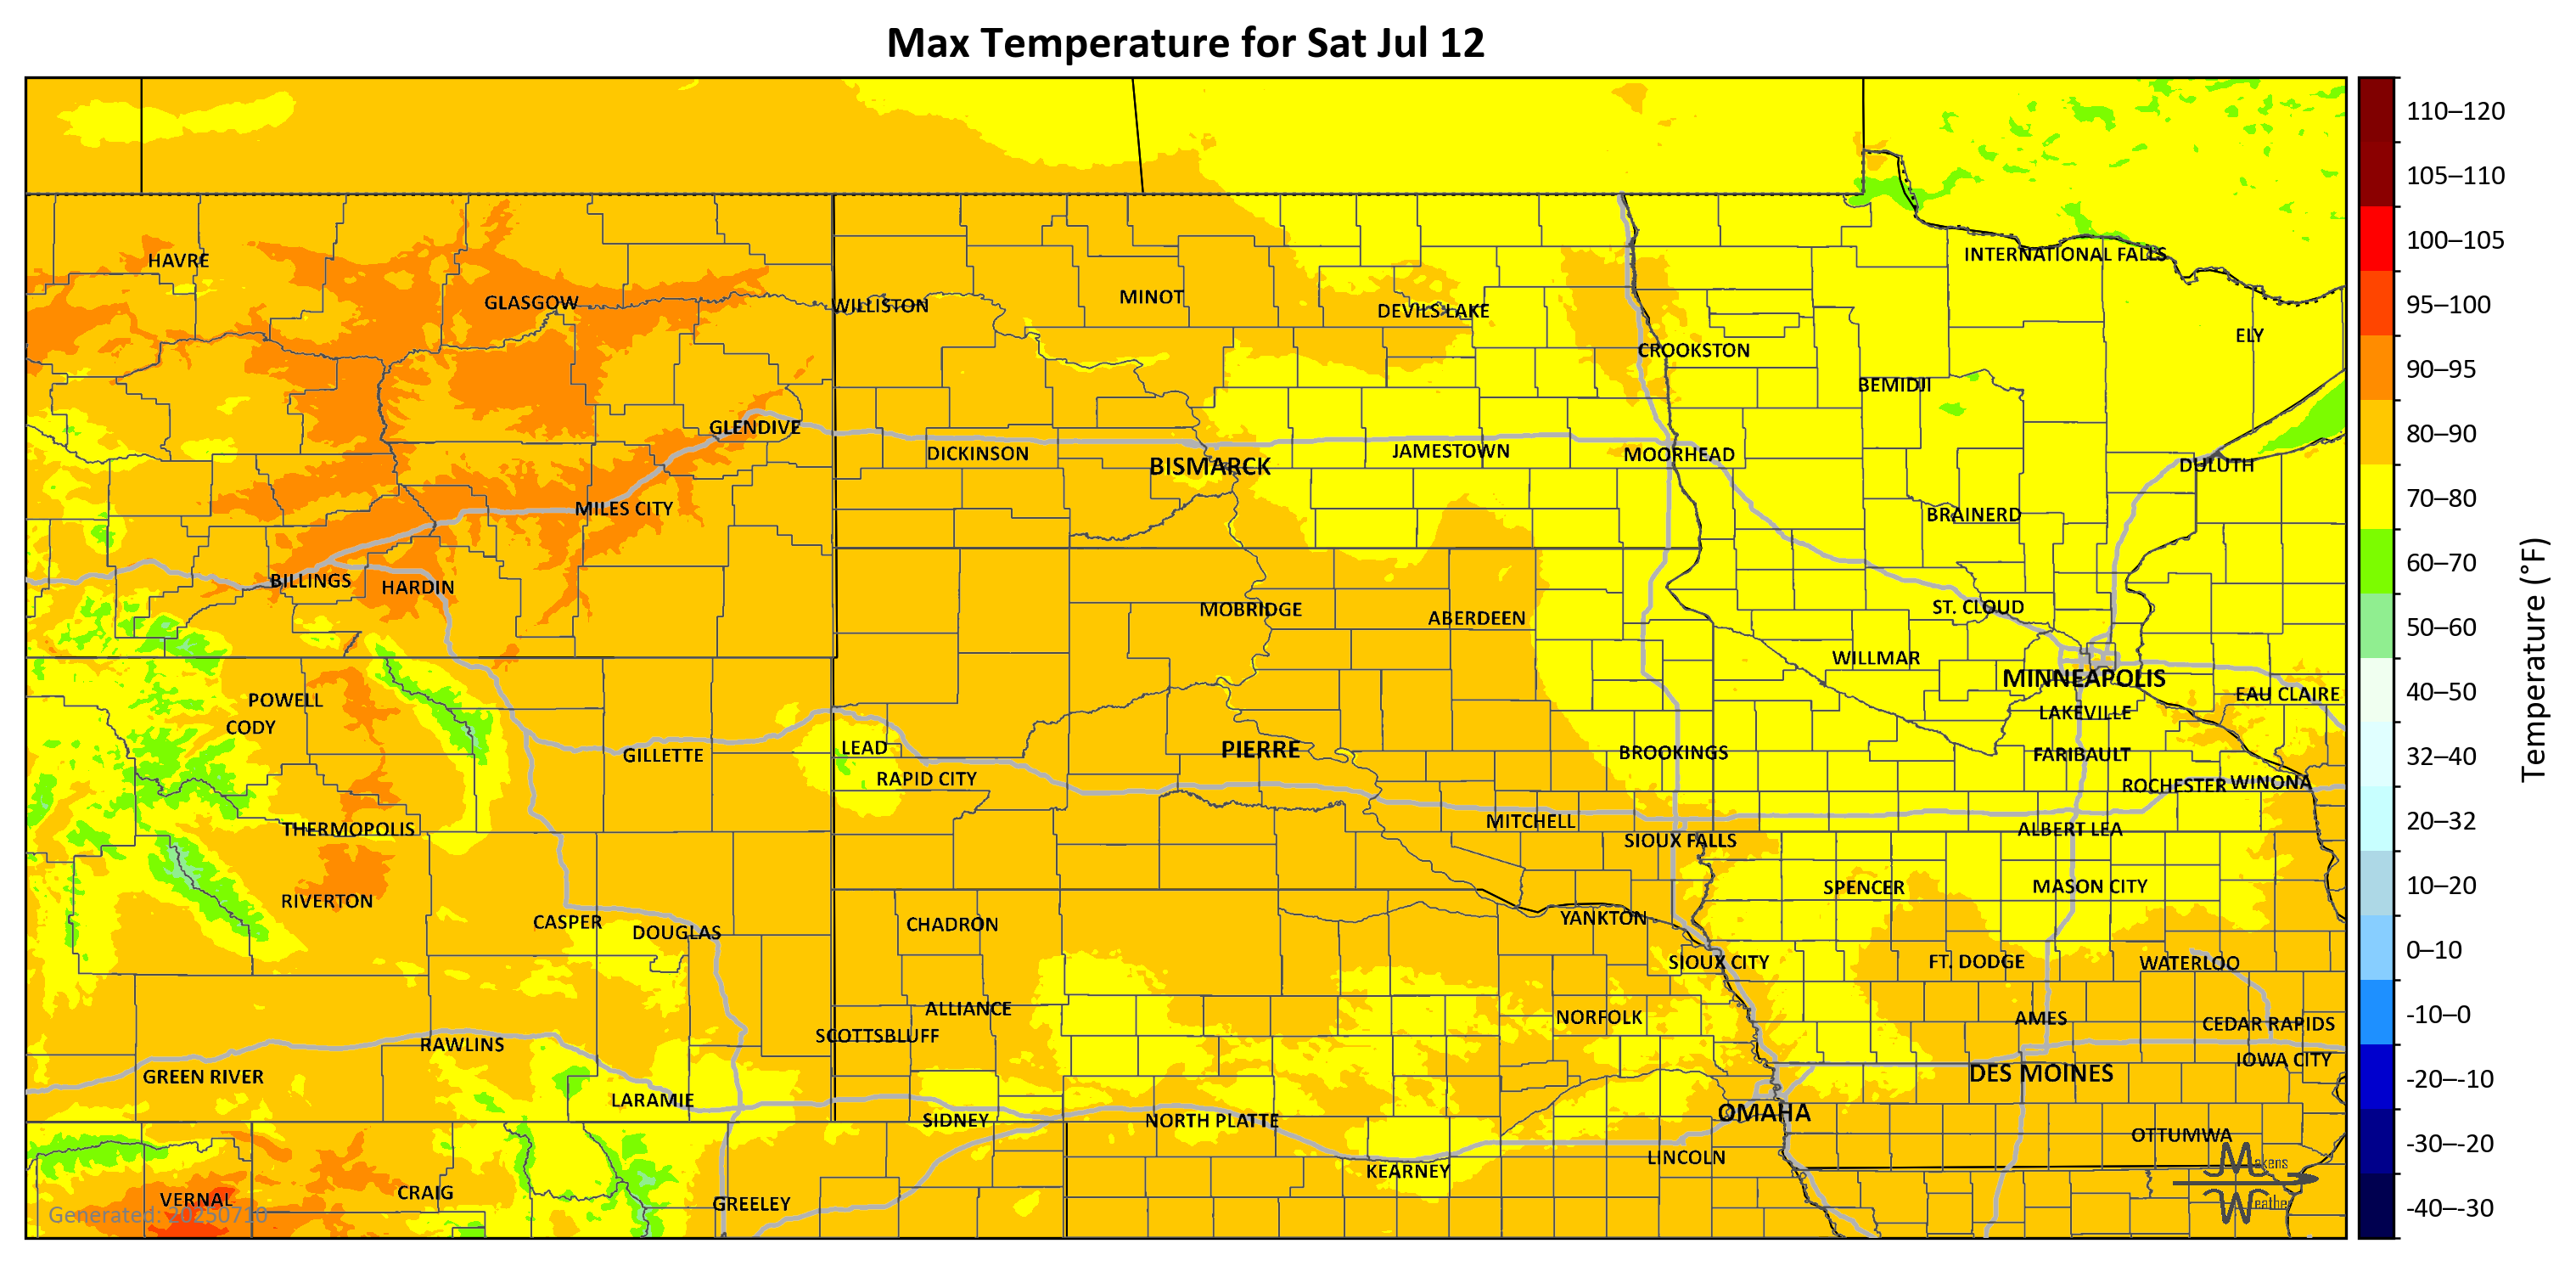 Max Temperature for Sat Jul 12
110–120
105–110
100–105
95–100
90–95
80–90
70–80
60–70
50–60
40–50
32–40
20–32
10–20
0–10
-10–0
-20–-10
-30–-20
-40–-30
Temperature (°F)
HAVRE
GLASGOW
WILLISTON
MINOT
DEVILS LAKE
CROOKSTON
INTERNATIONAL FALLS
ELY
BEMIDJI
GLENDIVE
DICKINSON
BISMARCK
JAMESTOWN
MOORHEAD
DULUTH
MILES CITY
BRAINERD
BILLINGS
HARDIN
MOBRIDGE
ABERDEEN
ST. CLOUD
WILLMAR
MINNEAPOLIS
EAU CLAIRE
POWELL
CODY
LAKEVILLE
GILLETTE
LEAD
RAPID CITY
PIERRE
BROOKINGS
FARIBAULT
ROCHESTER
WINONA
THERMOPOLIS
MITCHELL
SIOUX FALLS
ALBERT LEA
RIVERTON
CASPER
DOUGLAS
CHADRON
YANKTON
SPENCER
MASON CITY
SIOUX CITY
FT. DODGE
WATERLOO
ALLIANCE
SCOTTSBLUFF
NORFOLK
AMES
CEDAR RAPIDS
IOWA CITY
RAWLINS
GREEN RIVER
LARAMIE
SIDNEY
NORTH PLATTE
OMAHA
DES MOINES
OTTUMWA
KEARNEY
LINCOLN
VERNAL
CRAIG
GREELEY
Generated: 20250710
Makens
Weather